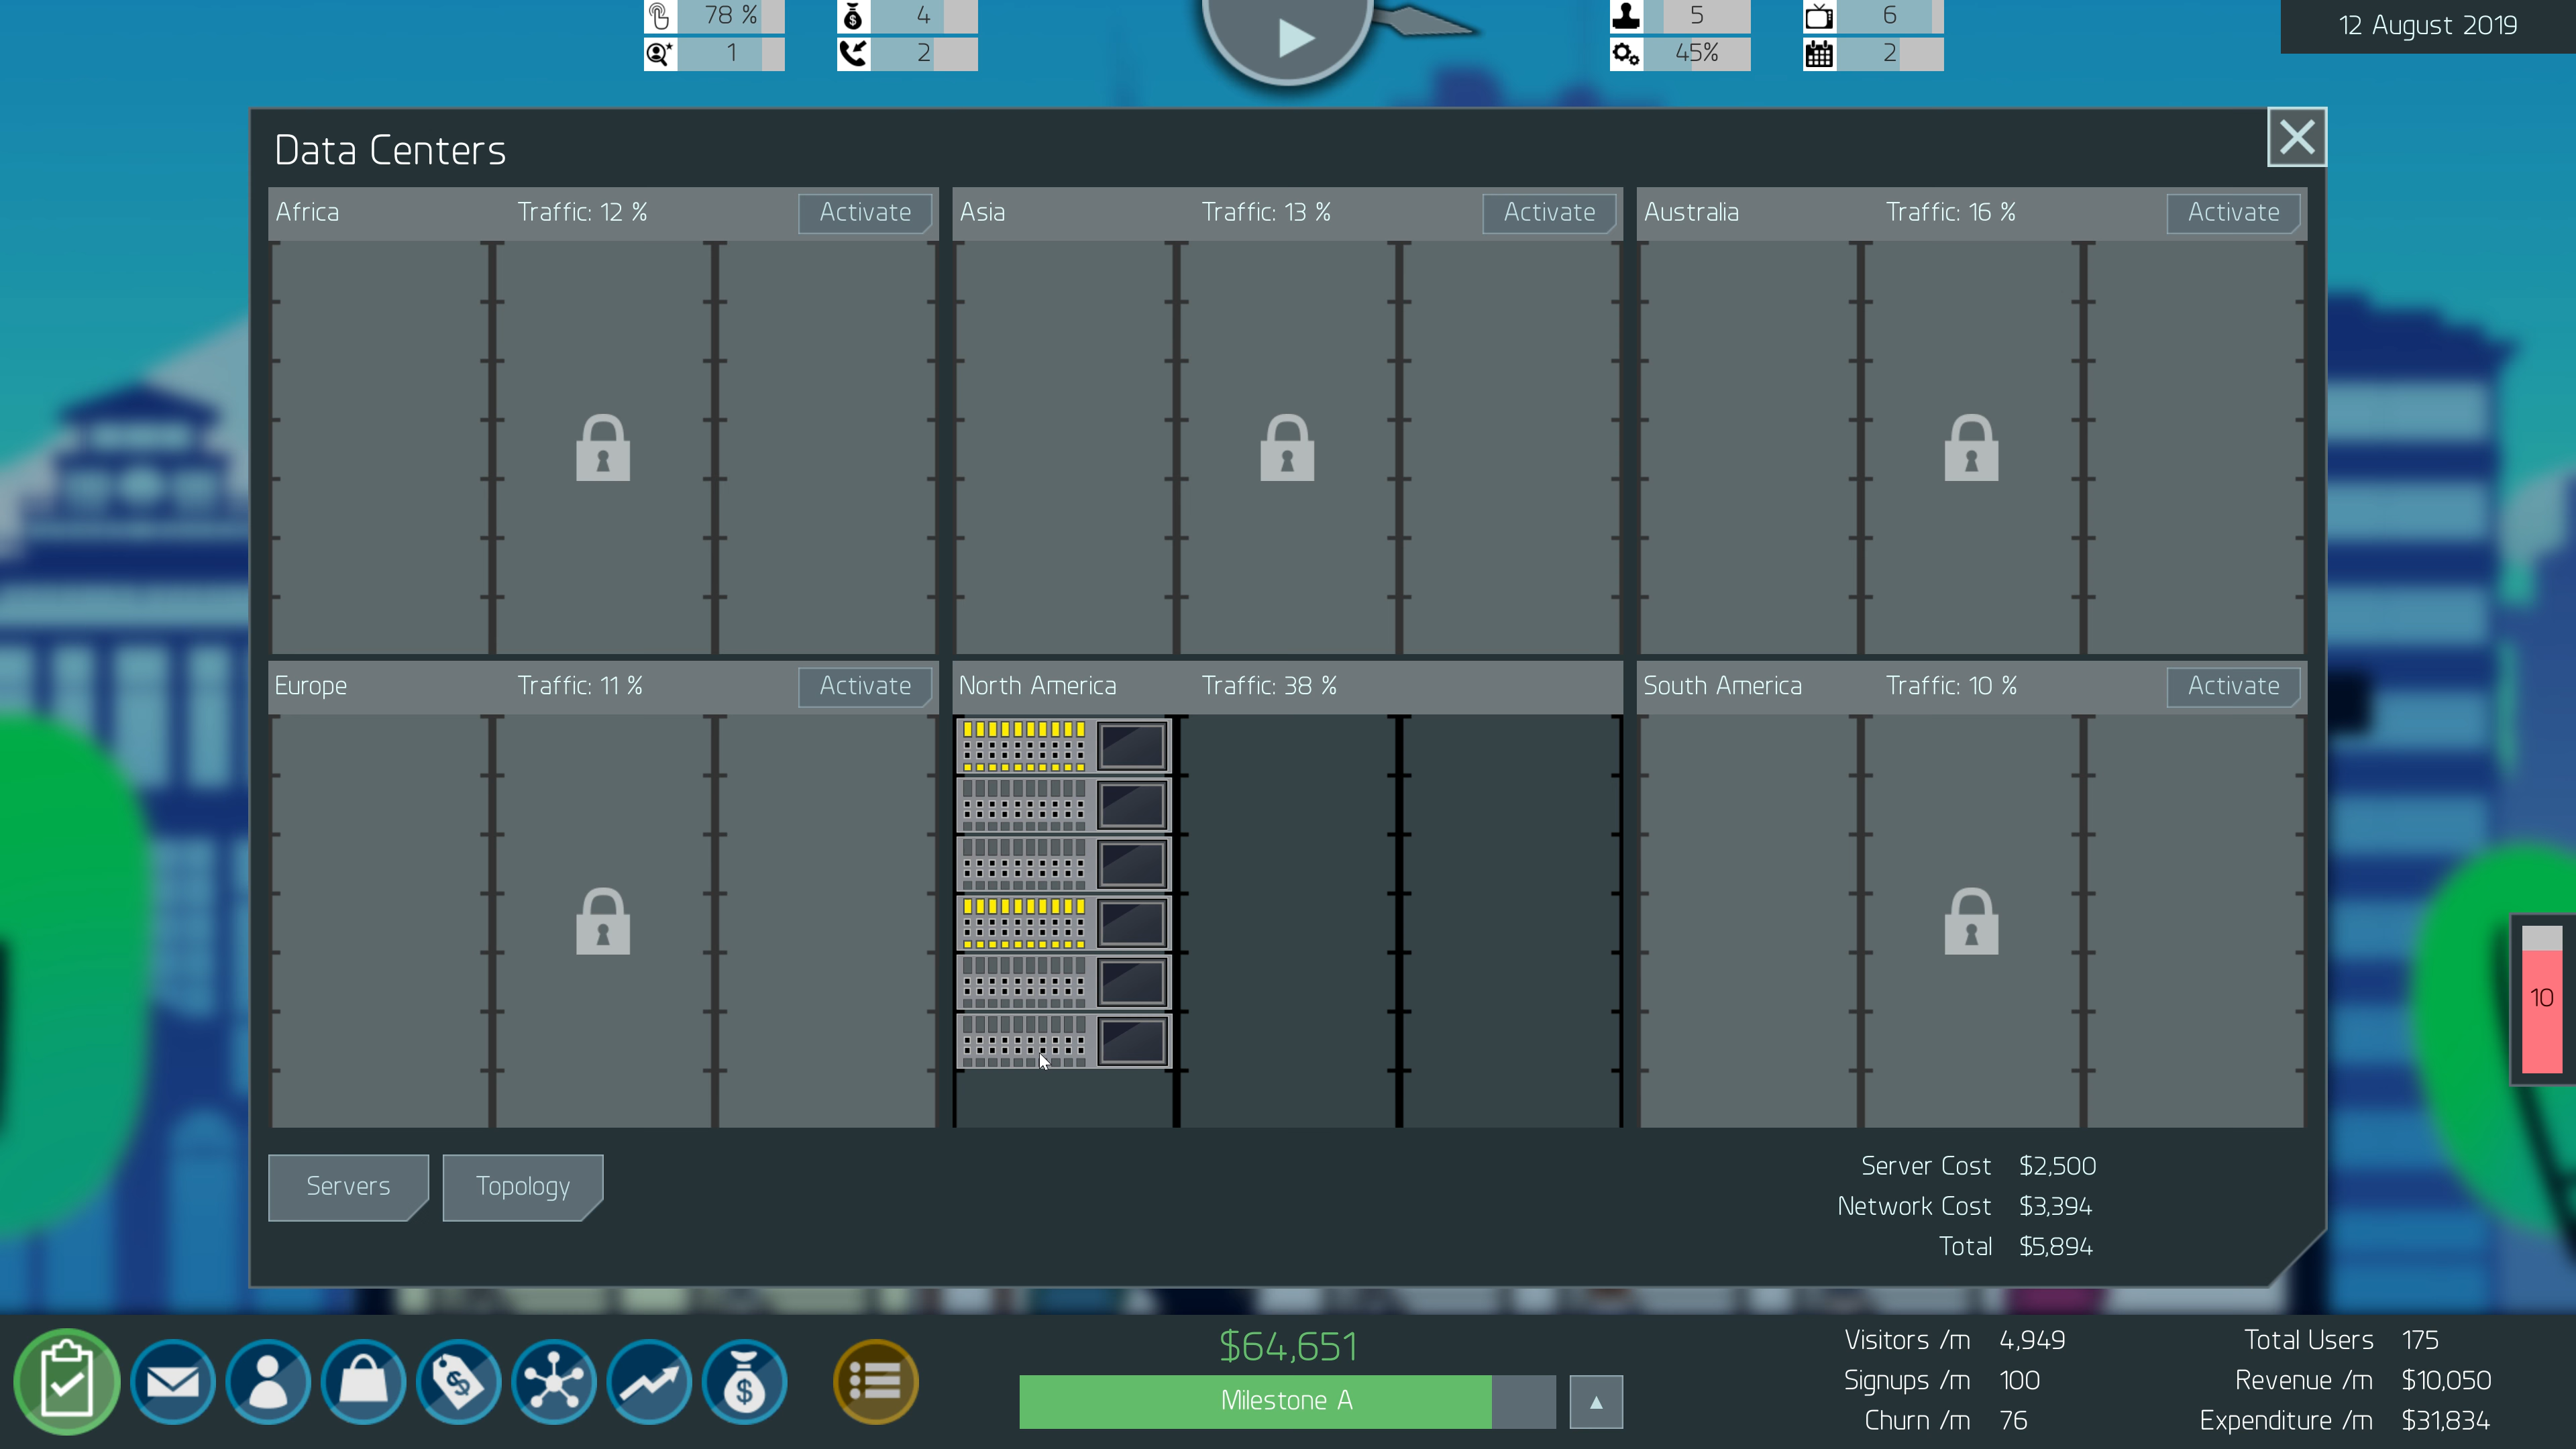 78 %
4
5
6
12 August 2019
1
2
45%
2
Data Centers
Africa Traffic: 12 % Activate
Asia Traffic: 13 % Activate
Australia Traffic: 16 % Activate
Europe Traffic: 11 % Activate
North America Traffic: 38 %
South America Traffic: 10 % Activate
10
Servers
Topology
Server Cost $2,500
Network Cost $3,394
Total $5,894
$64,651
Milestone A
Visitors /m 4,949
Signups /m 100
Churn /m 76
Total Users 175
Revenue /m $10,050
Expenditure /m $31,834